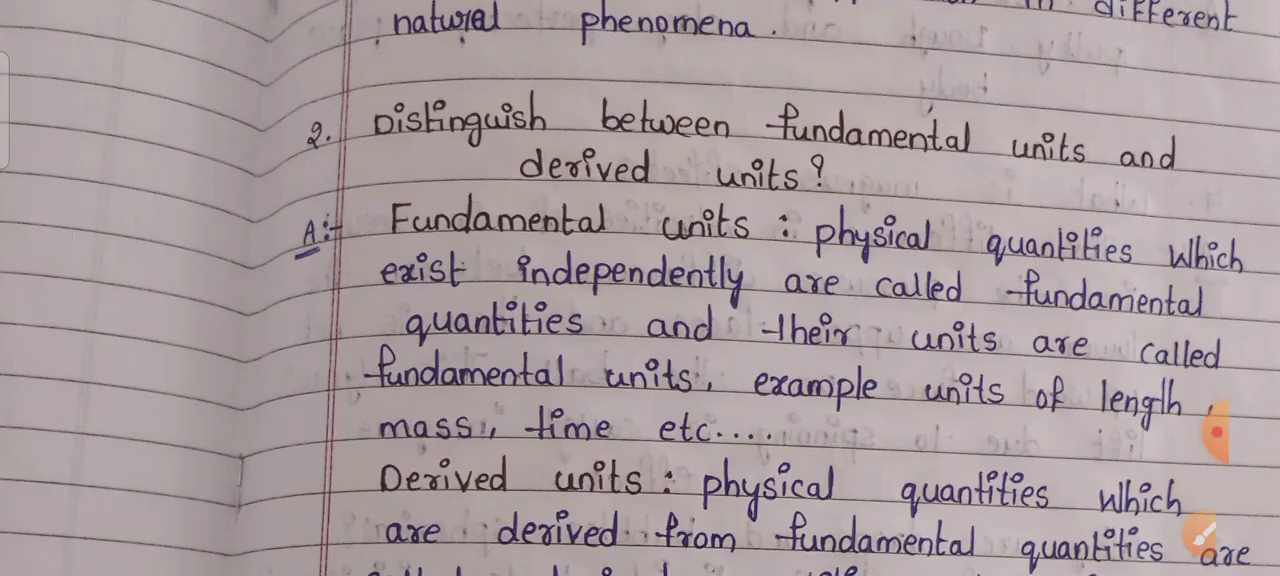 in different
natural phenomena.
2. Distinguish between fundamental units and
derived units?
A:- Fundamental units : physical quantities which
exist independently are called fundamental
quantities and their units are called
fundamental units, example units of length,
mass, time etc....
Derived units : physical quantities which
are derived from fundamental quantities are